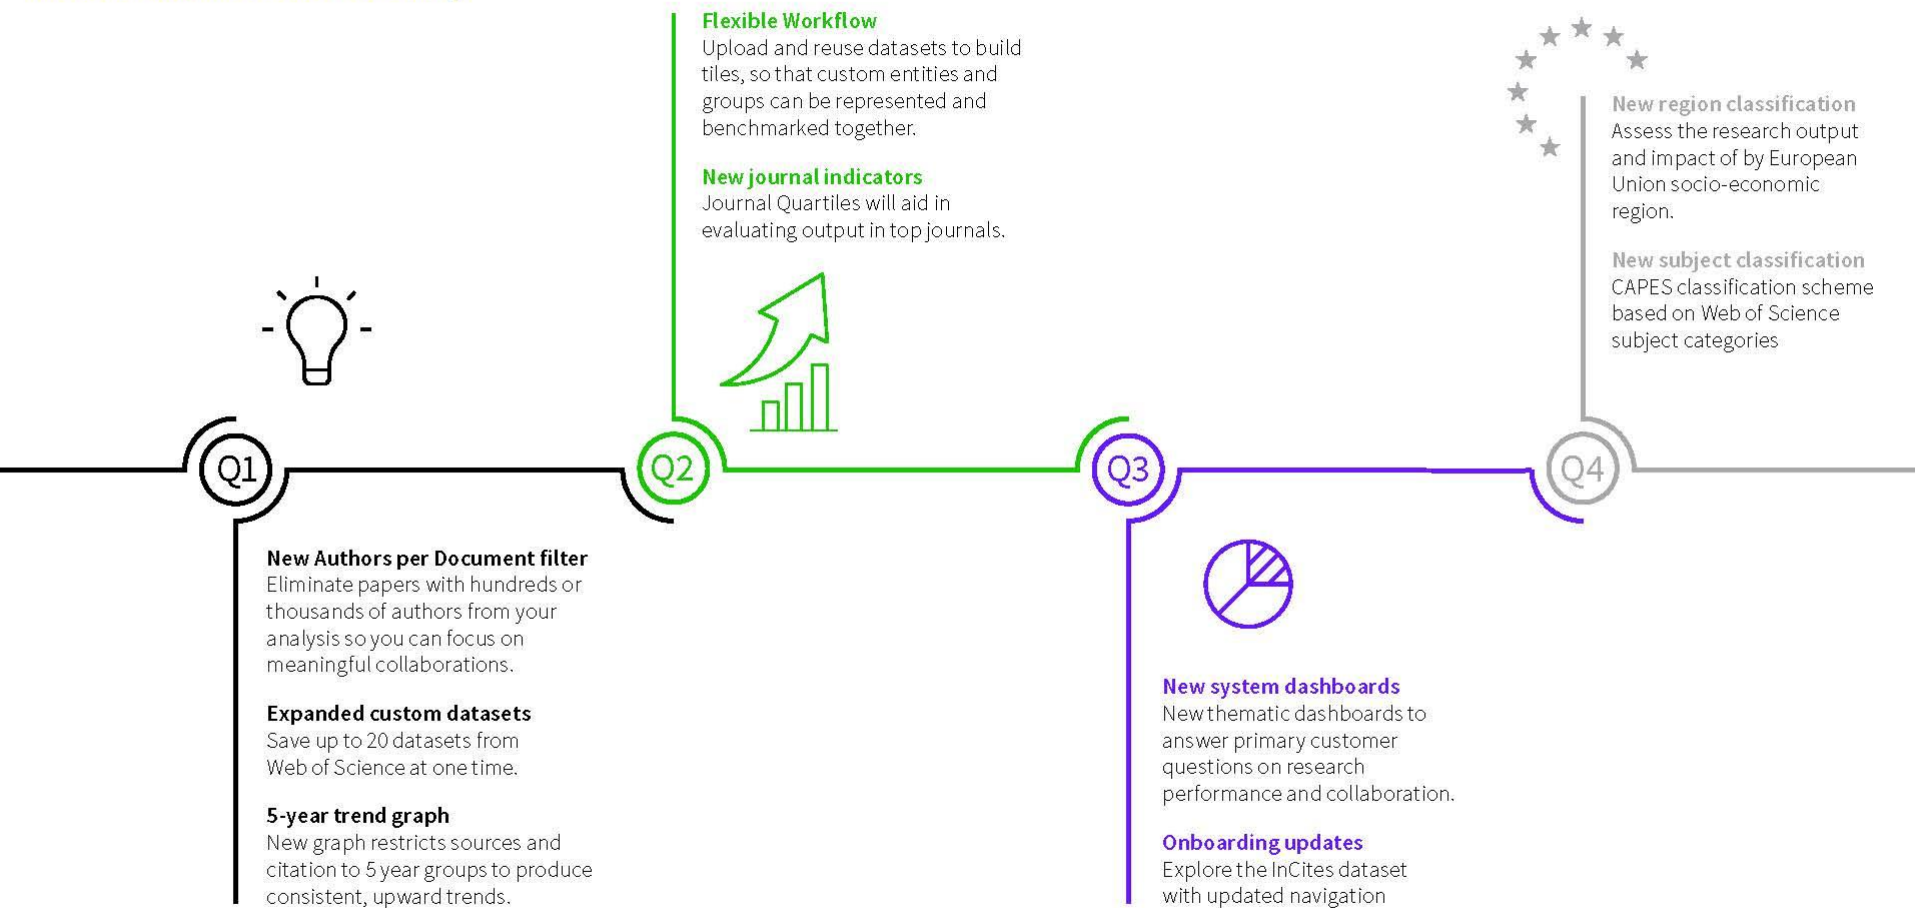 Q1
New Authors per Document filter
Eliminate papers with hundreds or
thousands of authors from your
analysis so you can focus on
meaningful collaborations.
Expanded custom datasets
Save up to 20 datasets from
Web of Science at one time.
5-year trend graph
New graph restricts sources and
citation to 5 year groups to produce
consistent, upward trends.
Flexible Workflow
Upload and reuse datasets to build
tiles, so that custom entities and
groups can be represented and
benchmarked together.
New journal indicators
Journal Quartiles will aid in
evaluating output in top journals.
Q2
Q3
New system dashboards
New thematic dashboards to
answer primary customer
questions on research
performance and collaboration.
Onboarding updates
Explore the InCites dataset
with updated navigation
New region classification
Assess the research output
and impact of by European
Union socio-economic
region.
New subject classification
CAPES classification scheme
based on Web of Science
subject categories
Q4